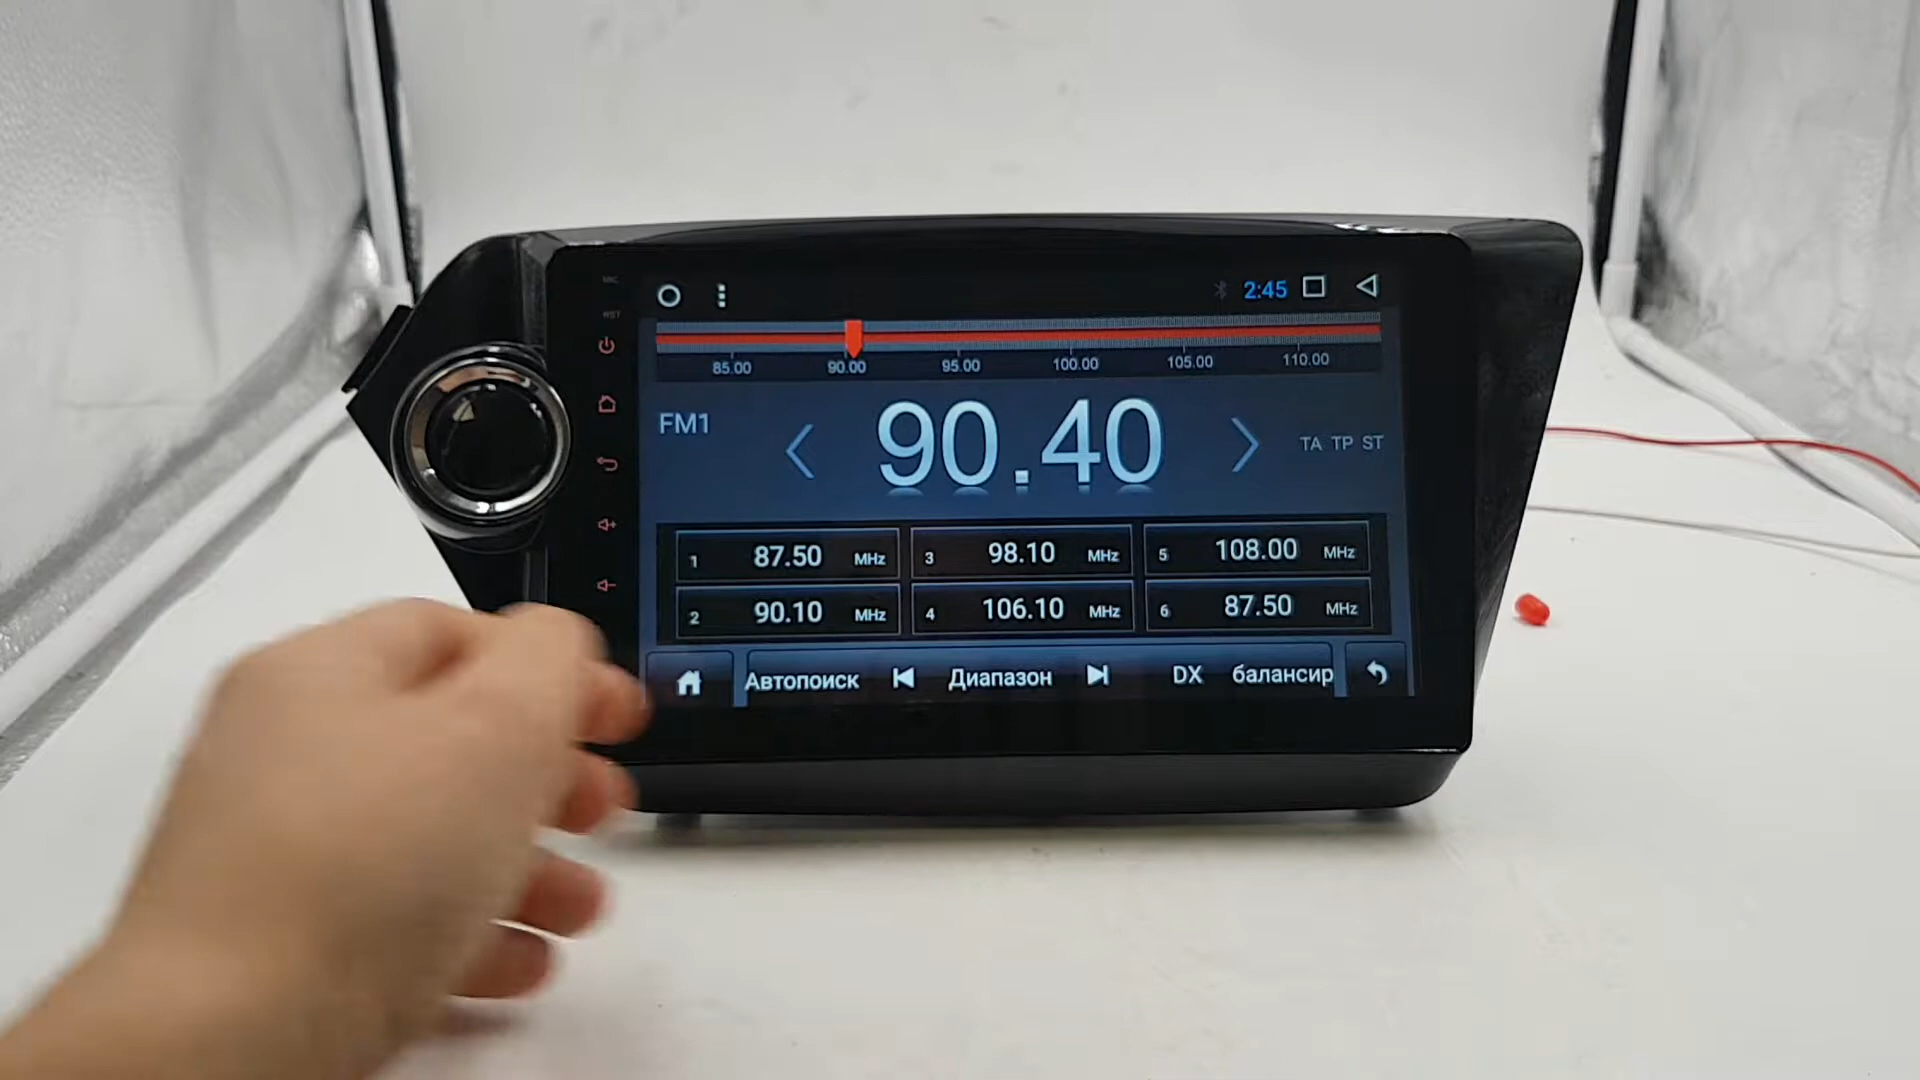 MIC
2:45
RST
85.00 90.00 95.00 100.00 105.00 110.00
FM1
90.40
TA TP ST
1 87.50 MHz
3 98.10 MHz
5 108.00 MHz
2 90.10 MHz
4 106.10 MHz
6 87.50 MHz
Автопоиск Диапазон DX балансир